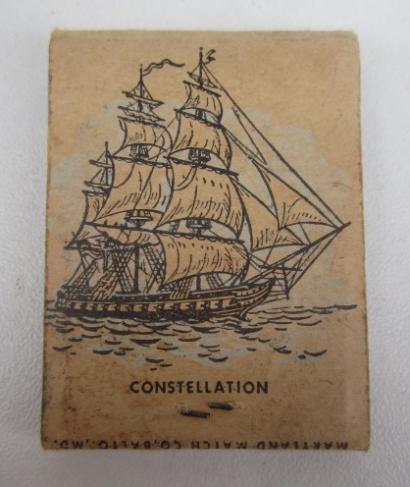 CONSTELLATION
MARYLAND MATCH CO., BALTO., MD.